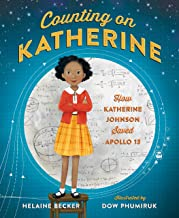 Counting on
KATHERINE
How
KATHERINE
JOHNSON
Saved
APOLLO 13
HELAINE BECKER
Illustrated by
DOW PHUMIRUK